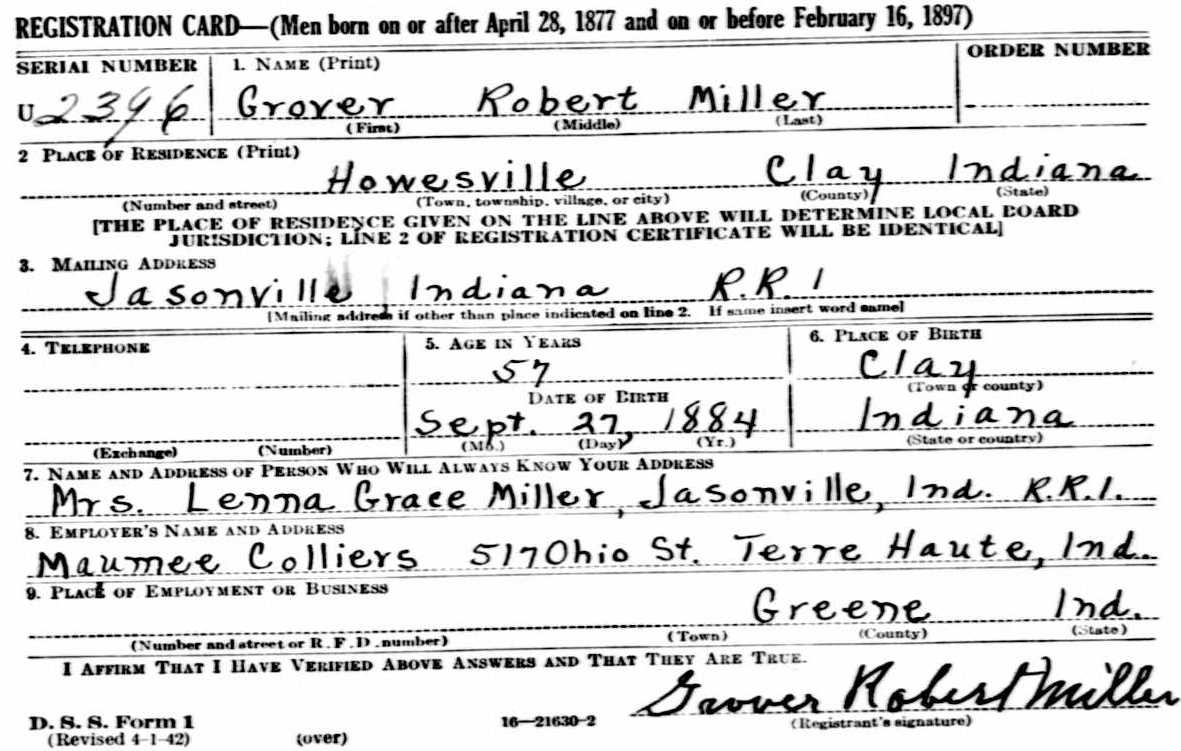 REGISTRATION CARD—(Men born on or after April 28, 1877 and on or before February 16, 1897)
SERIAL NUMBER 1. NAME (Print) ORDER NUMBER
U 2396 Grover Robert Miller
(First) (Middle) (Last)
2 PLACE OF RESIDENCE (Print)
Howesville Clay Indiana
(Number and street) (Town, township, village, or city) (County) (State)
[THE PLACE OF RESIDENCE GIVEN ON THE LINE ABOVE WILL DETERMINE LOCAL BOARD
JURISDICTION; LINE 2 OF REGISTRATION CERTIFICATE WILL BE IDENTICAL]
3. MAILING ADDRESS
Jasonville Indiana R.R. 1
[Mailing address if other than place indicated on line 2. If same insert word same]
4. TELEPHONE 5. AGE IN YEARS 6. PLACE OF BIRTH
57 Clay
DATE OF BIRTH (Town or county)
Sept. 27, 1884 Indiana
(Exchange) (Number) (Mo.) (Day) (Yr.) (State or country)
7. NAME AND ADDRESS OF PERSON WHO WILL ALWAYS KNOW YOUR ADDRESS
Mrs. Lenna Grace Miller, Jasonville, Ind. R.R.1.
8. EMPLOYER'S NAME AND ADDRESS
Maumee Colliers 517 Ohio St. Terre Haute, Ind.
9. PLACE OF EMPLOYMENT OR BUSINESS
Greene Ind.
(Number and street or R. F. D. number) (Town) (County) (State)
I AFFIRM THAT I HAVE VERIFIED ABOVE ANSWERS AND THAT THEY ARE TRUE.
Grover Robert Miller
D. S. S. Form 1 16—21630-2 (Registrant's signature)
(Revised 4-1-42) (over)